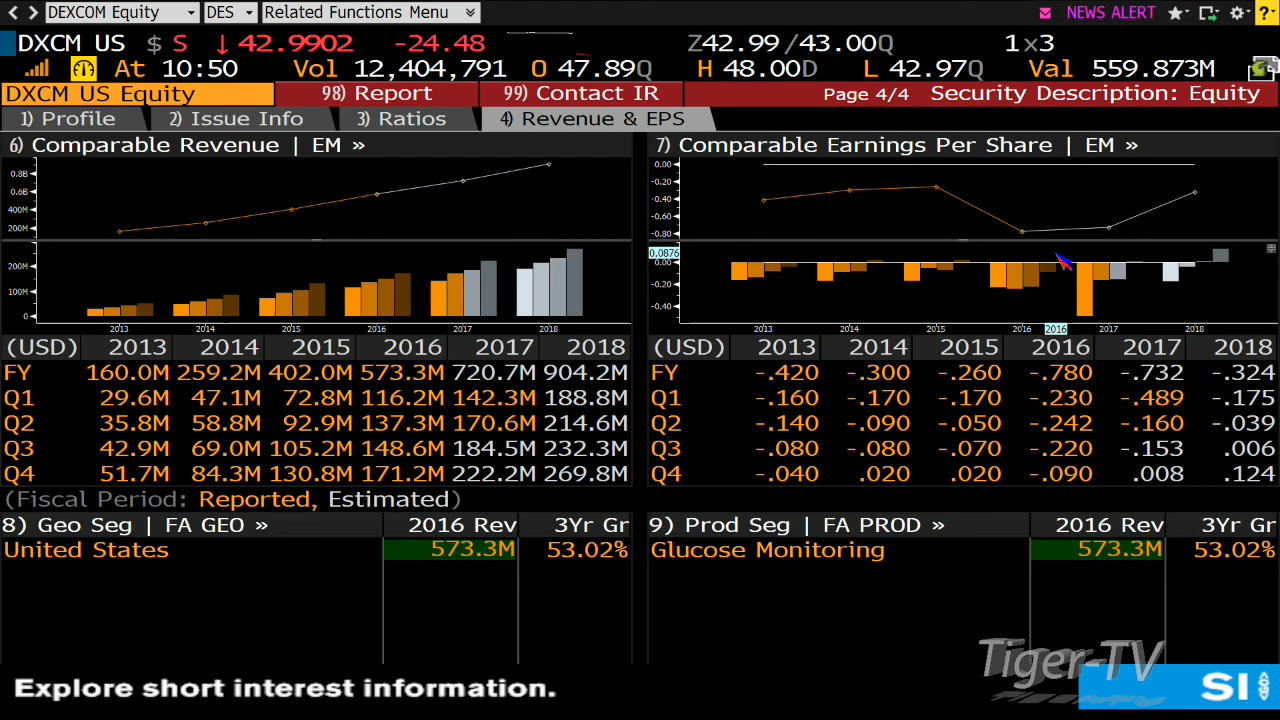 DEXCOM Equity DES Related Functions Menu NEWS ALERT ?
DXCM US $ S ↓ 42.9902 -24.48 Z42.99/43.00Q 1x3
At 10:50 Vol 12,404,791 O 47.89Q H 48.00D L 42.97Q Val 559.873M
DXCM US Equity 98) Report 99) Contact IR Page 4/4 Security Description: Equity
1) Profile 2) Issue Info 3) Ratios 4) Revenue & EPS
6) Comparable Revenue | EM »
0.8B
0.6B
400M
200M
200M
100M
0
2013 2014 2015 2016 2017 2018
(USD) 2013 2014 2015 2016 2017 2018
FY 160.0M 259.2M 402.0M 573.3M 720.7M 904.2M
Q1 29.6M 47.1M 72.8M 116.2M 142.3M 188.8M
Q2 35.8M 58.8M 92.9M 137.3M 170.6M 214.6M
Q3 42.9M 69.0M 105.2M 148.6M 184.5M 232.3M
Q4 51.7M 84.3M 130.8M 171.2M 222.2M 269.8M
7) Comparable Earnings Per Share | EM »
0.00
-0.20
-0.40
-0.60
-0.80
0.0876
0.00
-0.20
-0.40
2013 2014 2015 2016 2016 2017 2018
(USD) 2013 2014 2015 2016 2017 2018
FY -.420 -.300 -.260 -.780 -.732 -.324
Q1 -.160 -.170 -.170 -.230 -.489 -.175
Q2 -.140 -.090 -.050 -.242 -.160 -.039
Q3 -.080 -.080 -.070 -.220 -.153 .006
Q4 -.040 .020 .020 -.090 .008 .124
(Fiscal Period: Reported, Estimated)
8) Geo Seg | FA GEO » 2016 Rev 3Yr Gr
United States 573.3M 53.02%
9) Prod Seg | FA PROD » 2016 Rev 3Yr Gr
Glucose Monitoring 573.3M 53.02%
Tiger-TV
Explore short interest information.
SI